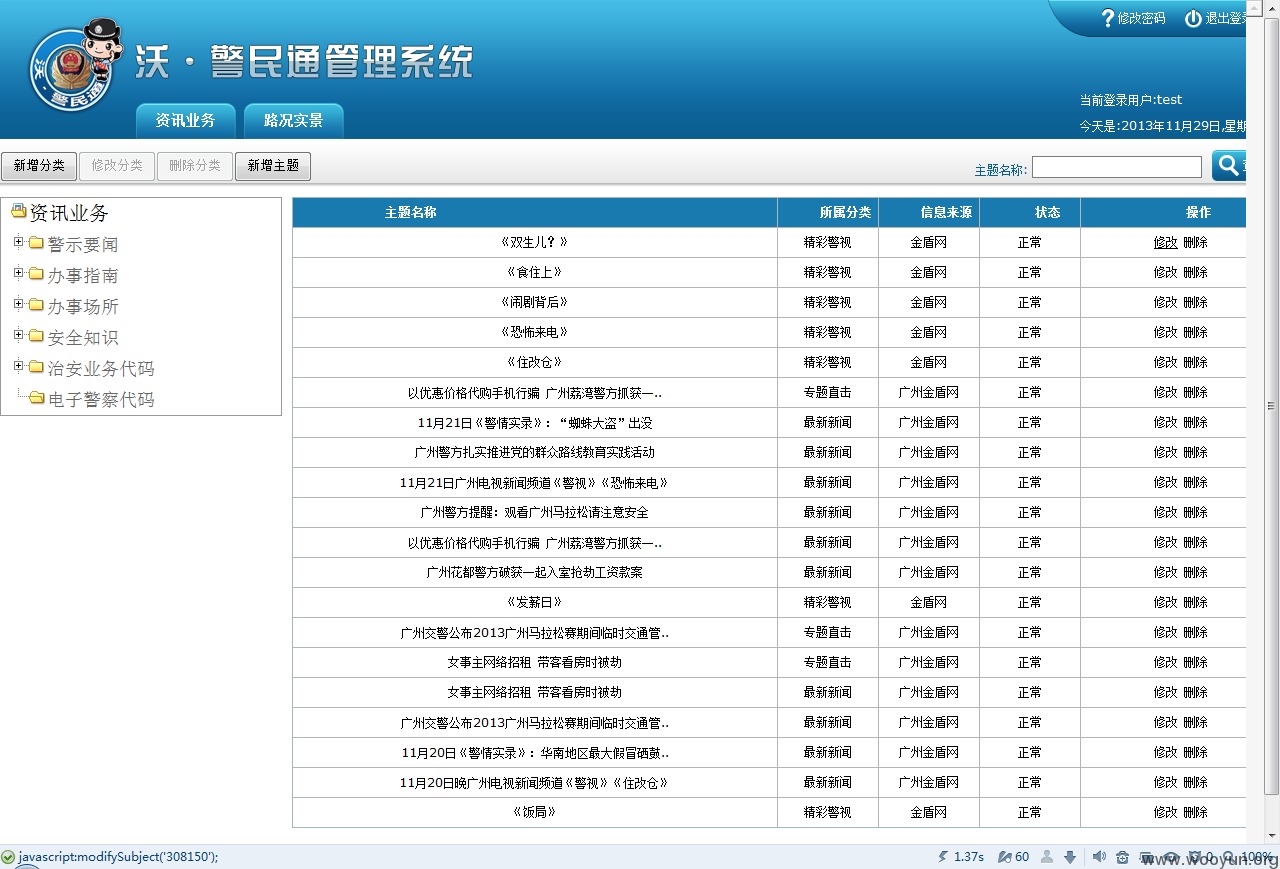 修改密码 退出登录
沃·警民通
沃·警民通管理系统
当前登录用户:test
资讯业务 路况实景
今天是:2013年11月29日,星期
新增分类 修改分类 删除分类 新增主题 主题名称:
资讯业务
警示要闻
办事指南
办事场所
安全知识
治安业务代码
电子警察代码
主题名称 所属分类 信息来源 状态 操作
《双生儿？》 精彩警视 金盾网 正常 修改 删除
《食住上》 精彩警视 金盾网 正常 修改 删除
《闹剧背后》 精彩警视 金盾网 正常 修改 删除
《恐怖来电》 精彩警视 金盾网 正常 修改 删除
《住改仓》 精彩警视 金盾网 正常 修改 删除
以优惠价格代购手机行骗 广州荔湾警方抓获一.. 专题直击 广州金盾网 正常 修改 删除
11月21日《警情实录》：“蜘蛛大盗”出没 最新新闻 广州金盾网 正常 修改 删除
广州警方扎实推进党的群众路线教育实践活动 最新新闻 广州金盾网 正常 修改 删除
11月21日广州电视新闻频道《警视》《恐怖来电》 最新新闻 广州金盾网 正常 修改 删除
广州警方提醒：观看广州马拉松请注意安全 最新新闻 广州金盾网 正常 修改 删除
以优惠价格代购手机行骗 广州荔湾警方抓获一.. 最新新闻 广州金盾网 正常 修改 删除
广州花都警方破获一起入室抢劫工资款案 最新新闻 广州金盾网 正常 修改 删除
《发薪日》 精彩警视 金盾网 正常 修改 删除
广州交警公布2013广州马拉松赛期间临时交通管.. 专题直击 广州金盾网 正常 修改 删除
女事主网络招租 带客看房时被劫 专题直击 广州金盾网 正常 修改 删除
女事主网络招租 带客看房时被劫 最新新闻 广州金盾网 正常 修改 删除
广州交警公布2013广州马拉松赛期间临时交通管.. 最新新闻 广州金盾网 正常 修改 删除
11月20日《警情实录》：华南地区最大假冒硒鼓.. 最新新闻 广州金盾网 正常 修改 删除
11月20日晚广州电视新闻频道《警视》《住改仓》 最新新闻 广州金盾网 正常 修改 删除
《饭局》 精彩警视 金盾网 正常 修改 删除
javascript:modifySubject('308150'); 1.37s 60 0 100%
www.wooyun.org